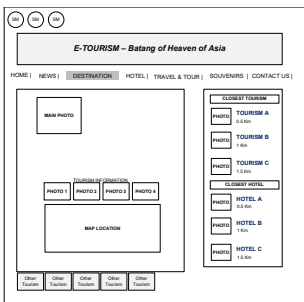 SM SM SM
E-TOURISM – Batang of Heaven of Asia
HOME | NEWS | DESTINATION HOTEL | TRAVEL & TOUR | SOUVENIRS | CONTACT US |
MAIN PHOTO
TOURISM INFORMATION
PHOTO 1 PHOTO 2 PHOTO 3 PHOTO 4
MAP LOCATION
Other Tourism
Other Tourism
Other Tourism
Other Tourism
Other Tourism
CLOSEST TOURISM
PHOTO TOURISM A
0.5 Km
PHOTO TOURISM B
1 Km
PHOTO TOURISM C
1.5 Km
CLOSEST HOTEL
PHOTO HOTEL A
0.5 Km
PHOTO HOTEL B
1 Km
PHOTO HOTEL C
1.5 Km